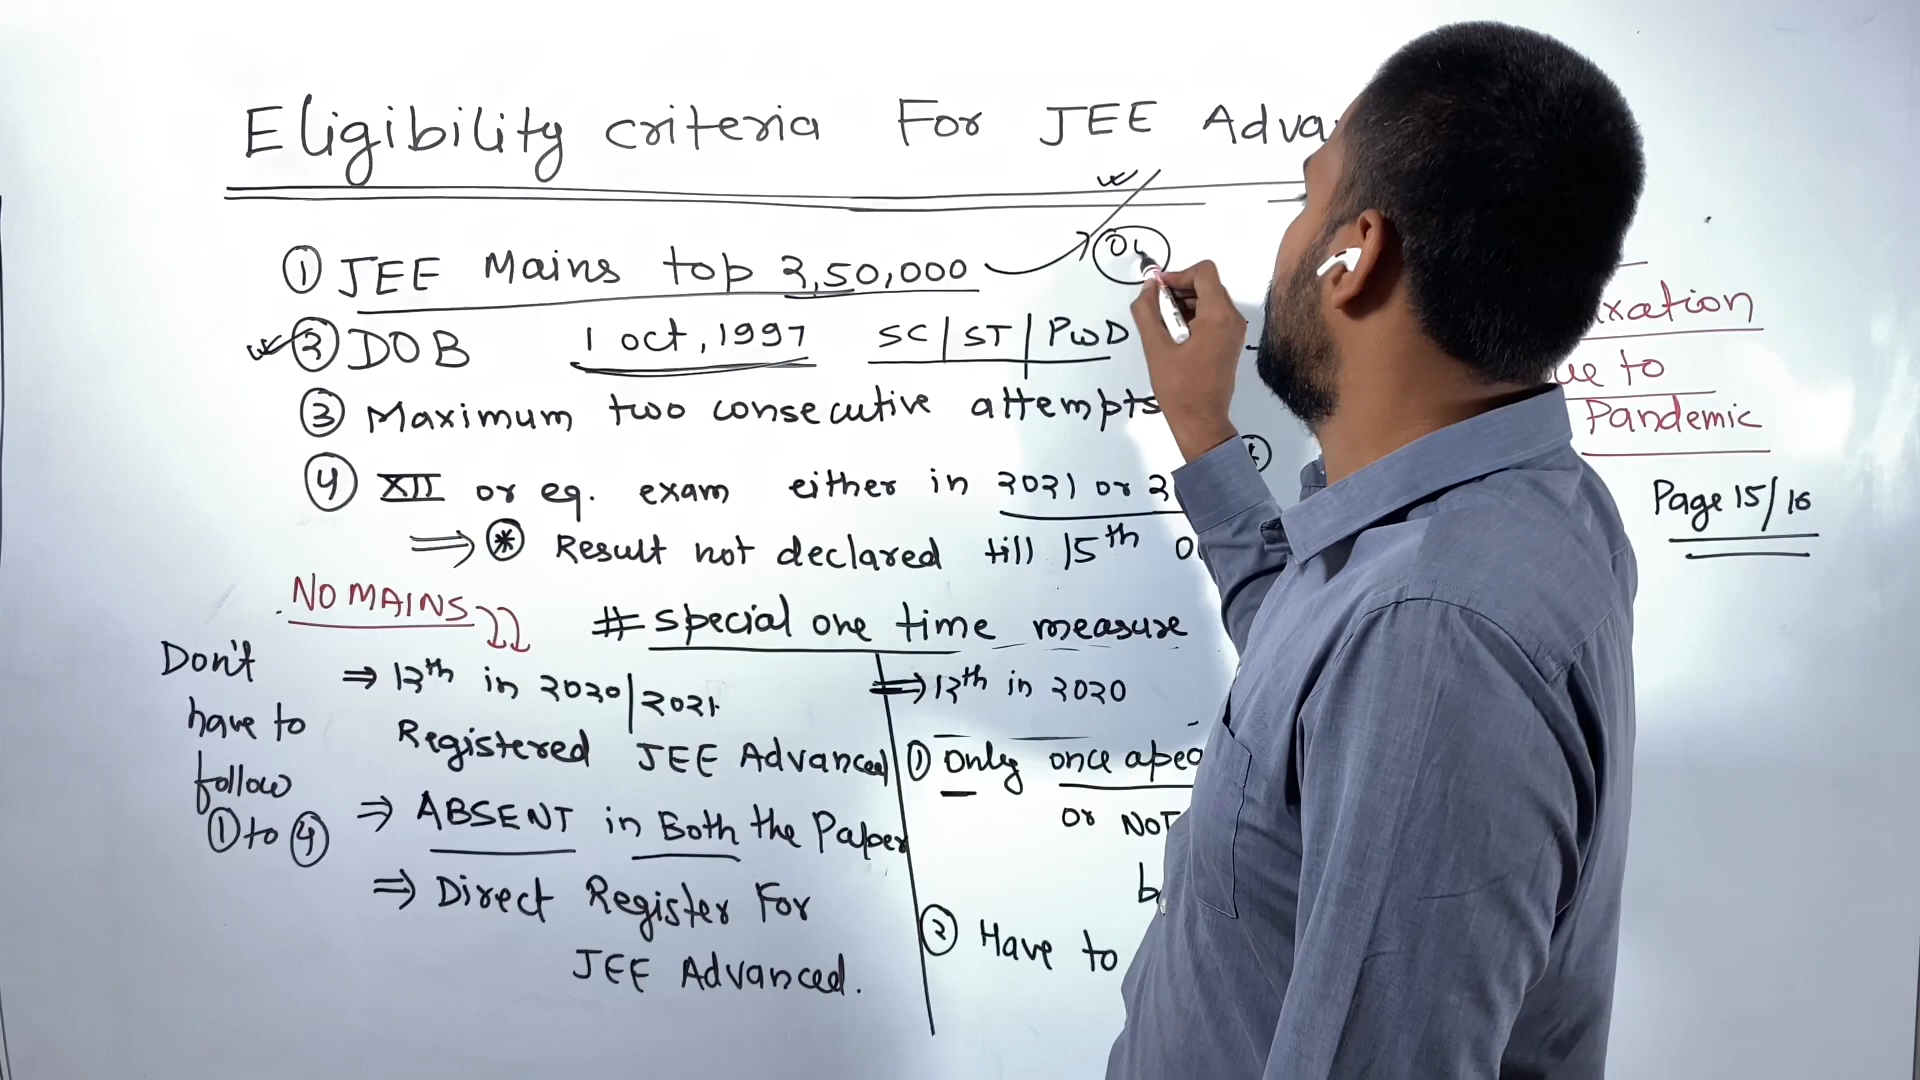 Eligibility criteria For JEE Adva
① JEE Mains top 2,50,000
② DOB 1 oct, 1997 SC | ST | PwD
③ Maximum two consecutive attempts
④ XII or eq. exam either in 2021 or 2
⇒ * Result not declared till 15th O
xation
ue to
Pandemic
Page 15/16
NO MAINS
# special one time measure
Don't
have to
follow
① to ④
⇒ 12th in 2020/2021
Registered JEE Advanced
⇒ ABSENT in Both the Paper
⇒ Direct Register For
JEE Advanced.
⇒ 12th in 2020
① Only once apea
or NOT
b
② Have to